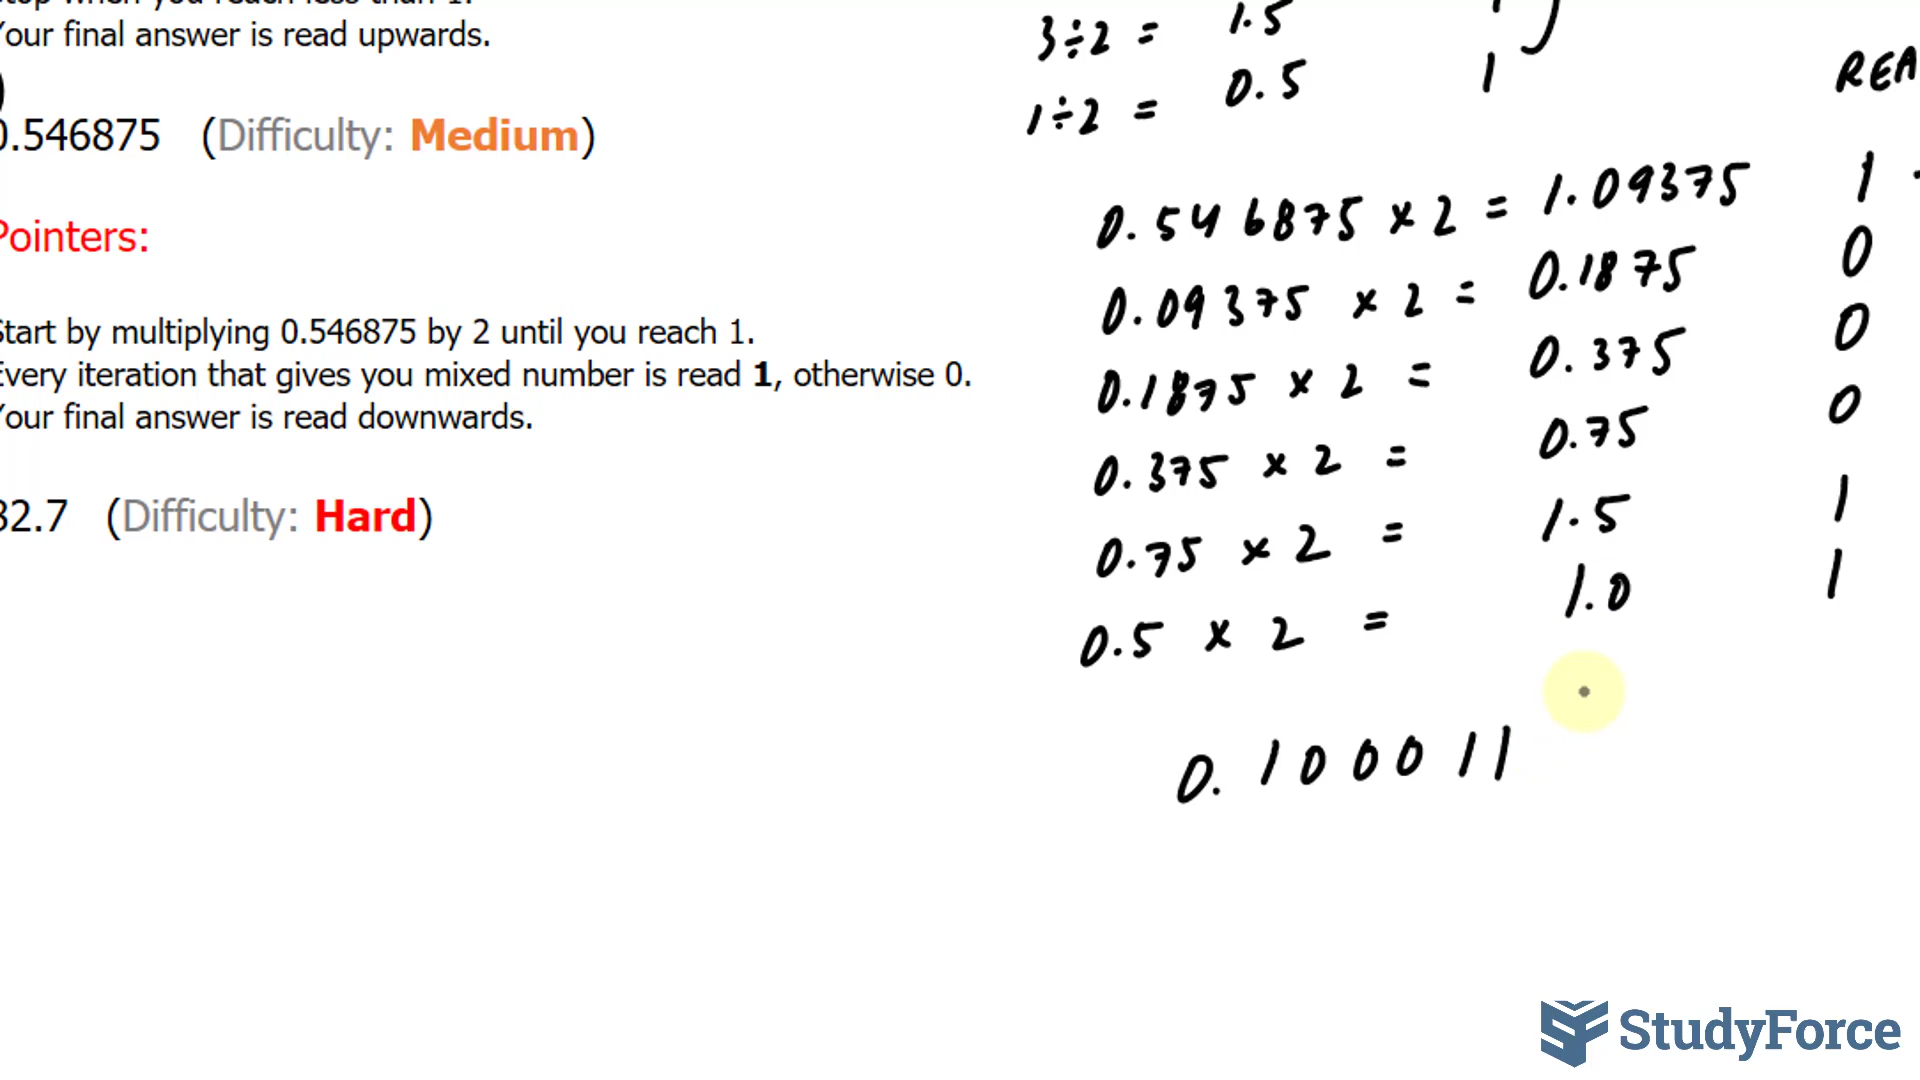 Your final answer is read upwards.
0.546875 (Difficulty: Medium)
Pointers:
Start by multiplying 0.546875 by 2 until you reach 1.
Every iteration that gives you mixed number is read 1, otherwise 0.
Your final answer is read downwards.
32.7 (Difficulty: Hard)
3÷2 = 1.5
1÷2 = 0.5 1
REA
0.546875 × 2 = 1.09375 1
0.09375 × 2 = 0.1875 0
0.1875 × 2 = 0.375 0
0.375 × 2 = 0.75 0
0.75 × 2 = 1.5 1
0.5 × 2 = 1.0 1
0.100011
StudyForce